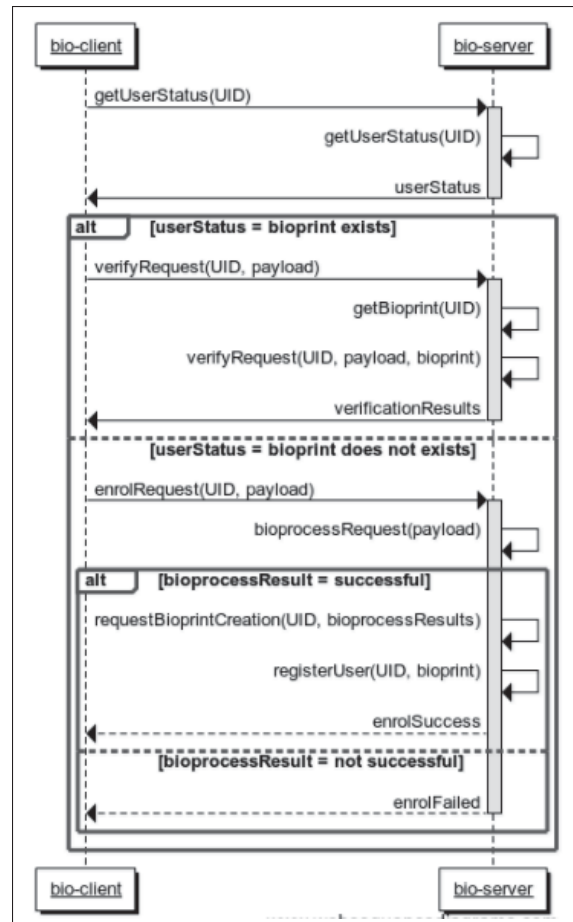 bio-client bio-server
getUserStatus(UID)
getUserStatus(UID)
userStatus
alt [userStatus = bioprint exists]
verifyRequest(UID, payload)
getBioprint(UID)
verifyRequest(UID, payload, bioprint)
verificationResults
[userStatus = bioprint does not exists]
enrolRequest(UID, payload)
bioprocessRequest(payload)
alt [bioprocessResult = successful]
requestBioprintCreation(UID, bioprocessResults)
registerUser(UID, bioprint)
enrolSuccess
[bioprocessResult = not successful]
enrolFailed
bio-client bio-server